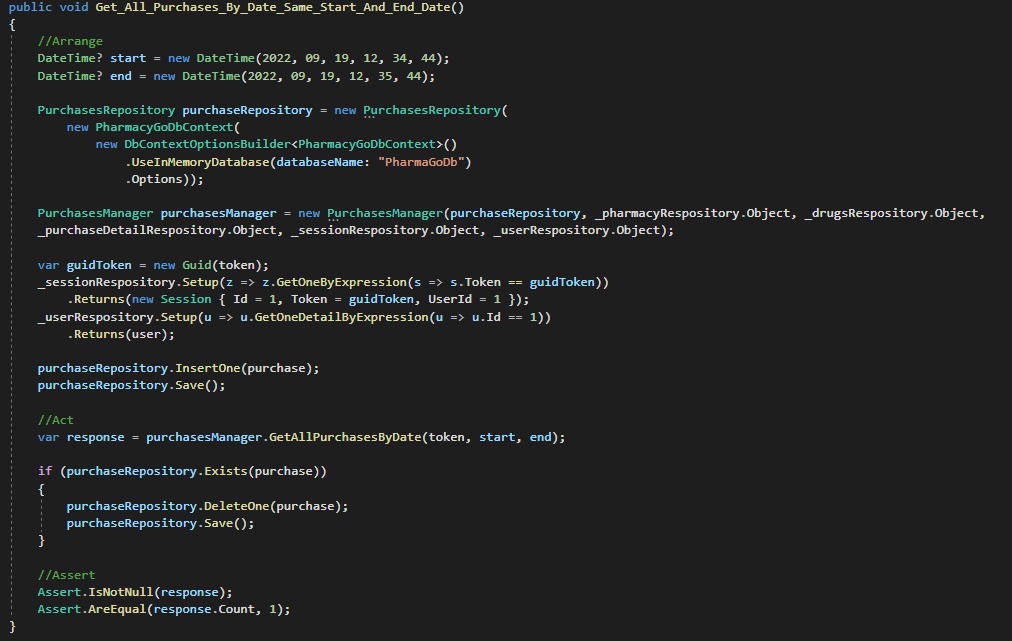 public void Get_All_Purchases_By_Date_Same_Start_And_End_Date()
{
    //Arrange
    DateTime? start = new DateTime(2022, 09, 19, 12, 34, 44);
    DateTime? end = new DateTime(2022, 09, 19, 12, 35, 44);

    PurchasesRepository purchaseRepository = new PurchasesRepository(
        new PharmacyGoDbContext(
            new DbContextOptionsBuilder<PharmacyGoDbContext>()
                .UseInMemoryDatabase(databaseName: "PharmaGoDb")
                .Options));

    PurchasesManager purchasesManager = new PurchasesManager(purchaseRepository, _pharmacyRespository.Object, _drugsRespository.Object,
    _purchaseDetailRespository.Object, _sessionRespository.Object, _userRespository.Object);

    var guidToken = new Guid(token);
    _sessionRespository.Setup(z => z.GetOneByExpression(s => s.Token == guidToken))
        .Returns(new Session { Id = 1, Token = guidToken, UserId = 1 });
    _userRespository.Setup(u => u.GetOneDetailByExpression(u => u.Id == 1))
        .Returns(user);

    purchaseRepository.InsertOne(purchase);
    purchaseRepository.Save();

    //Act
    var response = purchasesManager.GetAllPurchasesByDate(token, start, end);

    if (purchaseRepository.Exists(purchase))
    {
        purchaseRepository.DeleteOne(purchase);
        purchaseRepository.Save();
    }

    //Assert
    Assert.IsNotNull(response);
    Assert.AreEqual(response.Count, 1);
}